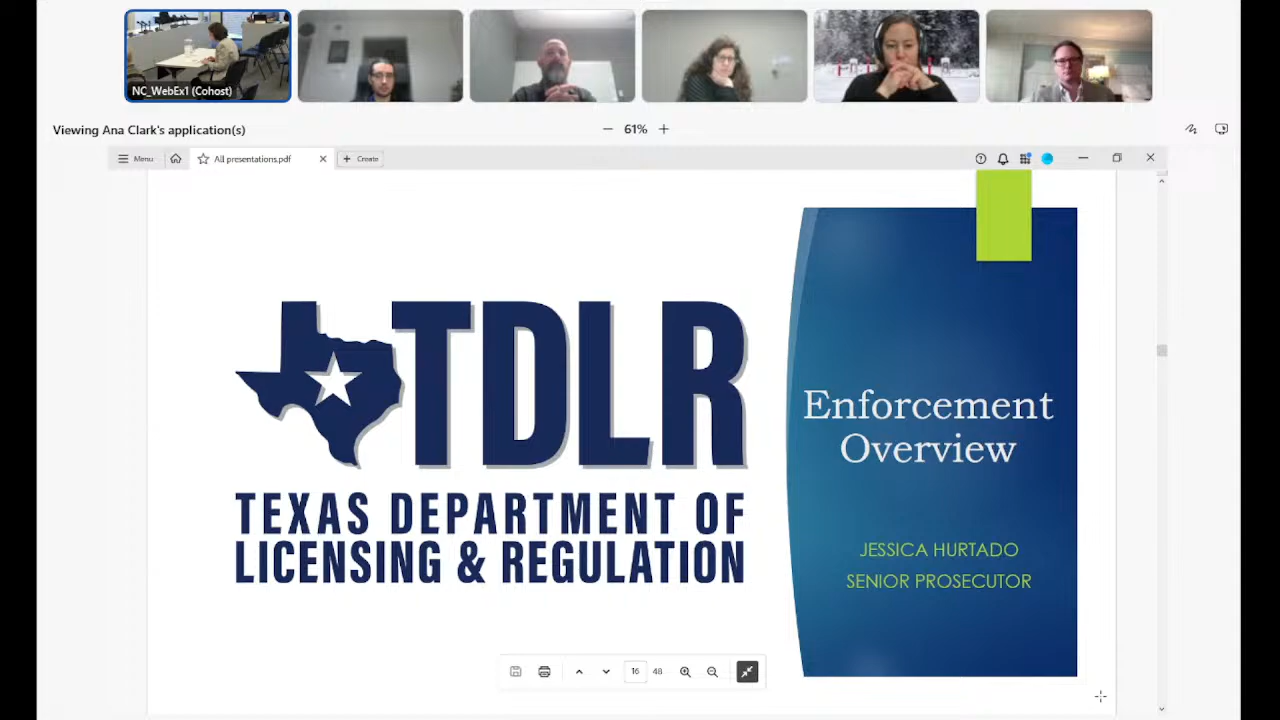 NC_WebEx1 (Cohost)
Viewing Ana Clark's application(s)
61%
Menu
All presentations.pdf
Create
TDLR
TEXAS DEPARTMENT OF
LICENSING & REGULATION
Enforcement
Overview
JESSICA HURTADO
SENIOR PROSECUTOR
16
48